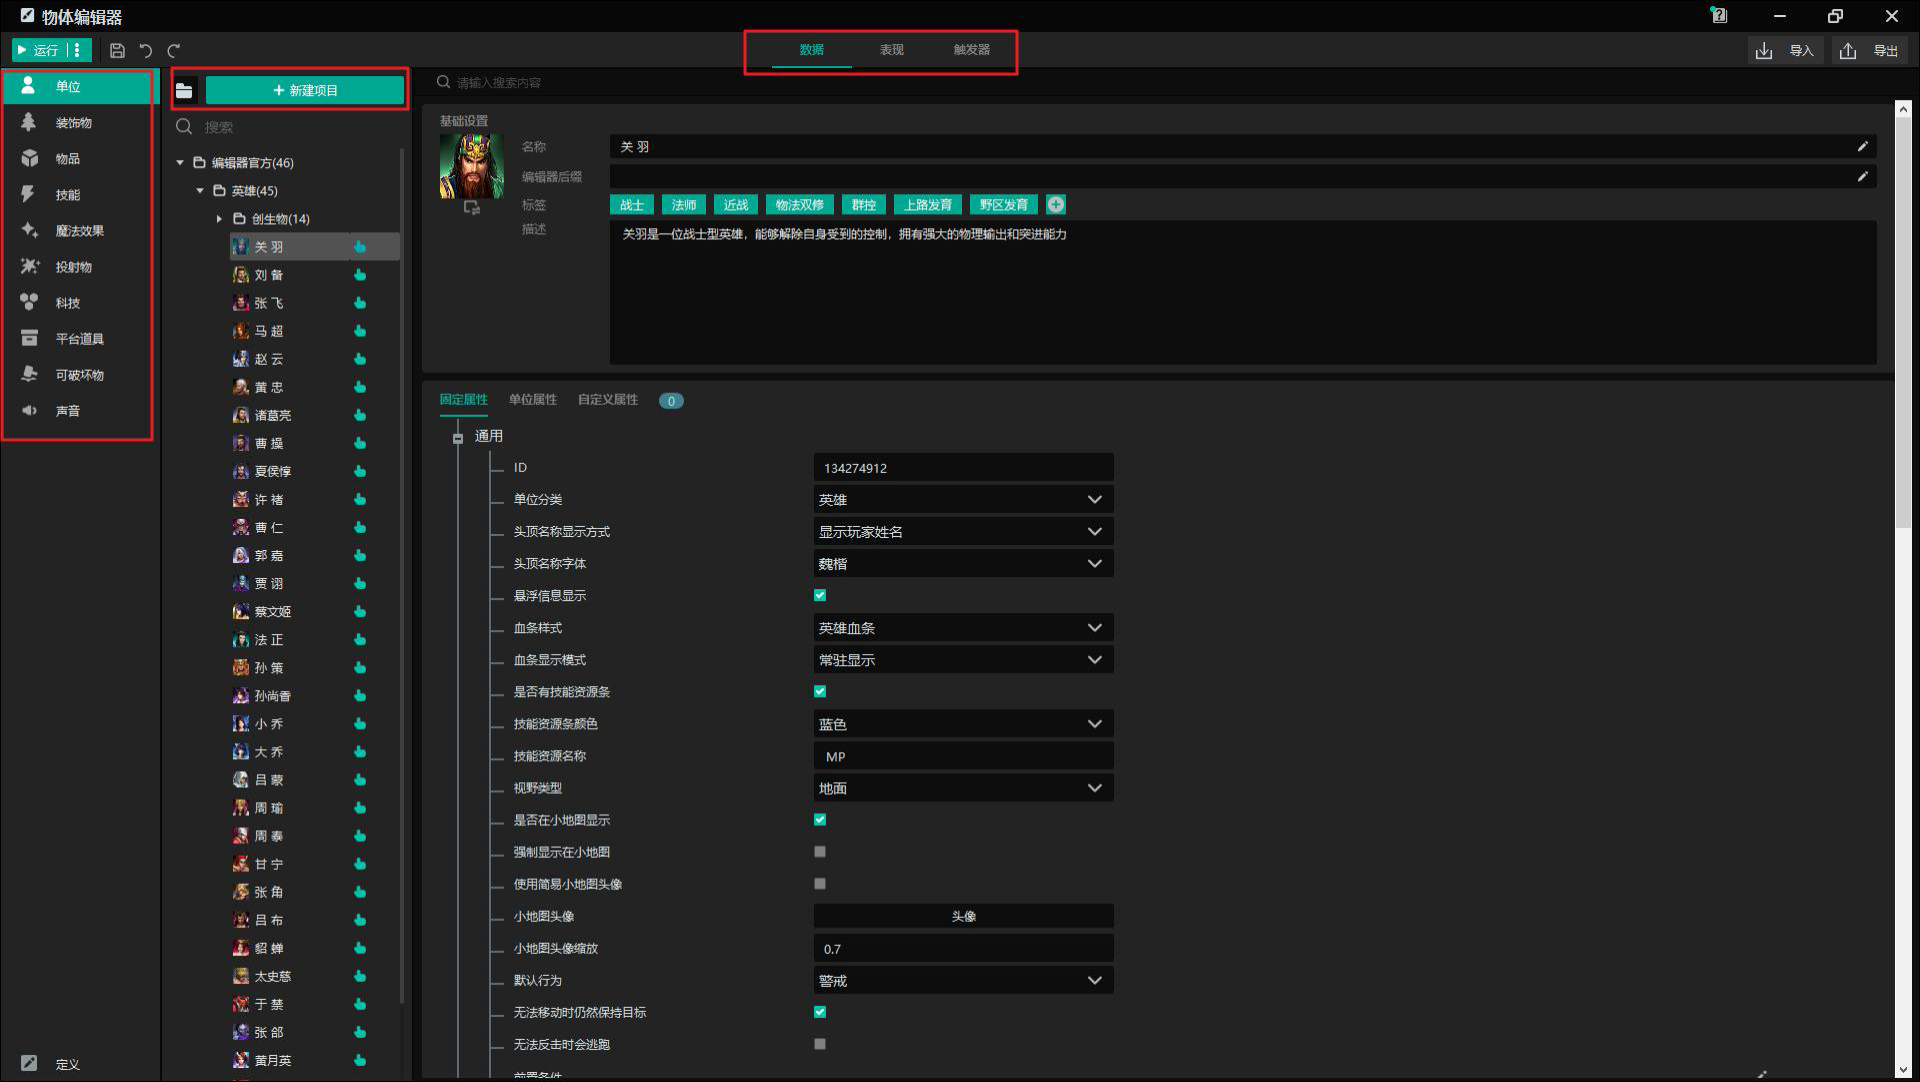 物体编辑器
运行
数据 表现 触发器
导入 导出
单位
装饰物
物品
技能
魔法效果
投射物
科技
平台道具
可破坏物
声音
定义
+ 新建项目
搜索
编辑器官方(46)
英雄(45)
创生物(14)
关 羽
刘 备
张 飞
马 超
赵 云
黄 忠
诸葛亮
曹 操
夏侯惇
许 褚
曹 仁
郭 嘉
贾 诩
蔡文姬
法 正
孙 策
孙尚香
小 乔
大 乔
吕 蒙
周 瑜
周 泰
甘 宁
张 角
吕 布
貂 蝉
太史慈
于 禁
张 郃
黄月英
请输入搜索内容
基础设置
名称 关 羽
编辑器后缀
标签 战士 法师 近战 物法双修 群控 上路发育 野区发育
描述 关羽是一位战士型英雄，能够解除自身受到的控制，拥有强大的物理输出和突进能力
固定属性 单位属性 自定义属性 0
通用
ID 134274912
单位分类 英雄
头顶名称显示方式 显示玩家姓名
头顶名称字体 魏楷
悬浮信息显示
血条样式 英雄血条
血条显示模式 常驻显示
是否有技能资源条
技能资源条颜色 蓝色
技能资源名称 MP
视野类型 地面
是否在小地图显示
强制显示在小地图
使用简易小地图头像
小地图头像 头像
小地图头像缩放 0.7
默认行为 警戒
无法移动时仍然保持目标
无法反击时会逃跑
前置条件